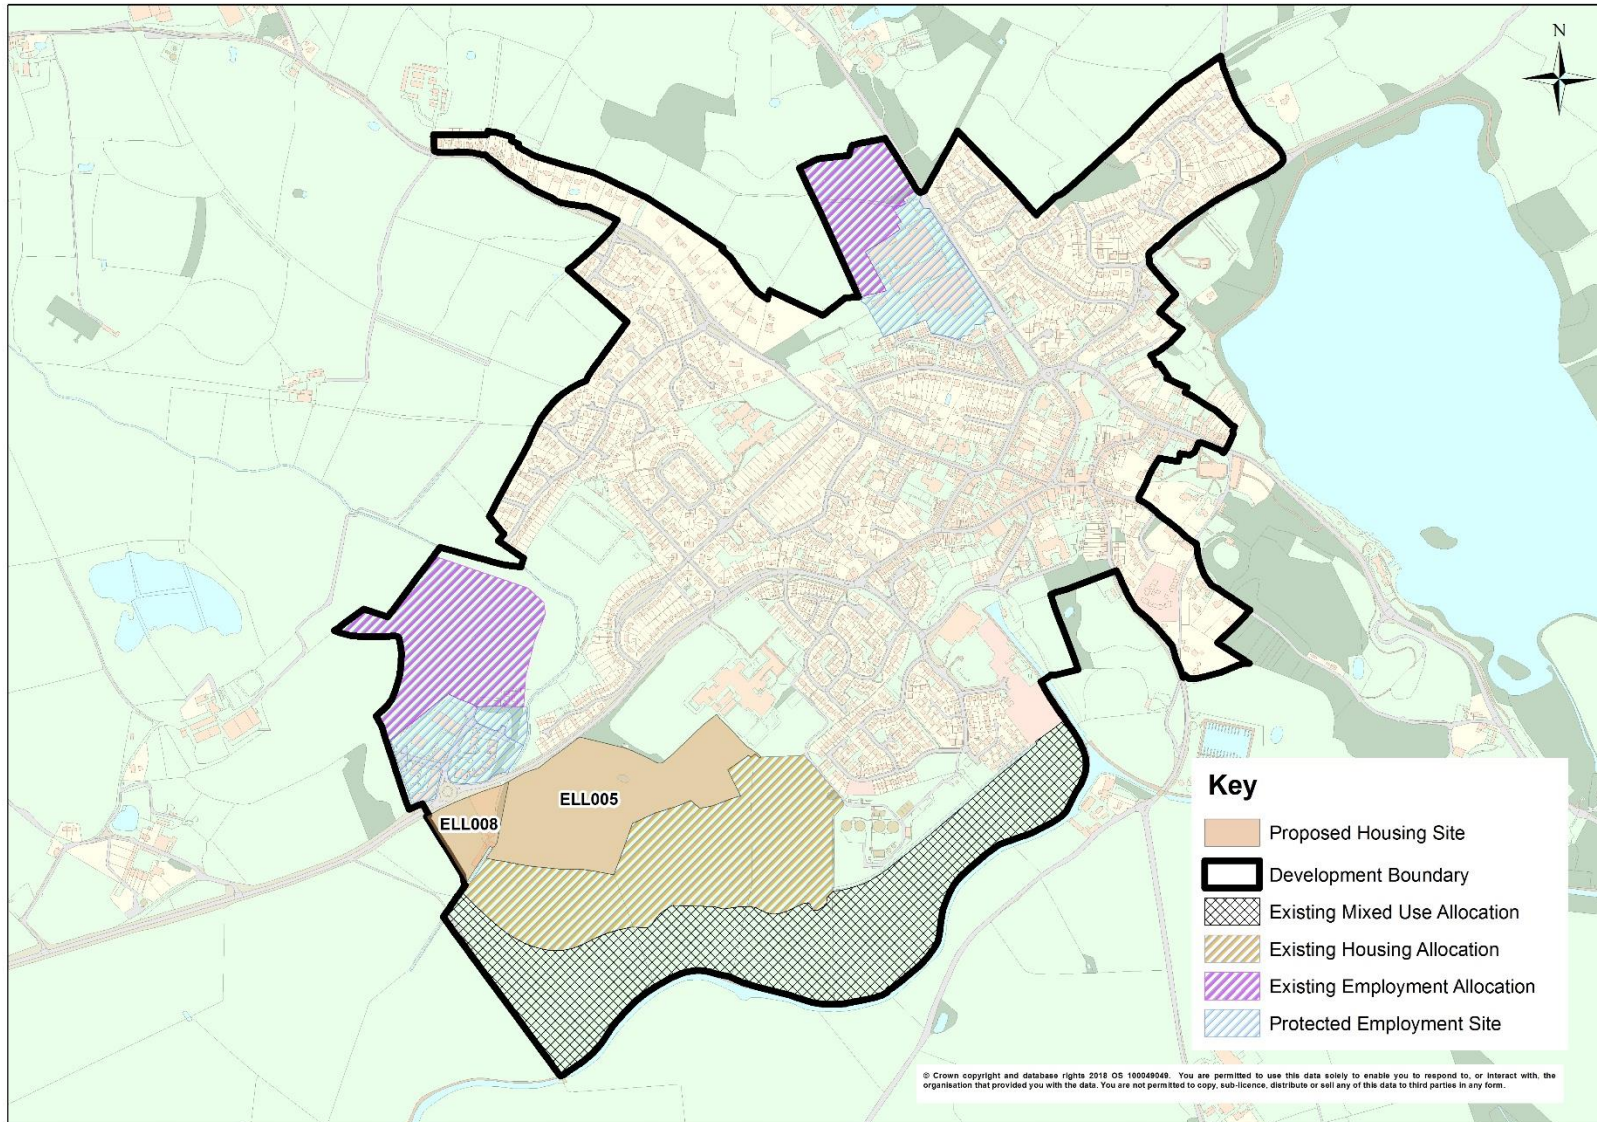 N
ELL005
ELL008
Key
Proposed Housing Site
Development Boundary
Existing Mixed Use Allocation
Existing Housing Allocation
Existing Employment Allocation
Protected Employment Site
© Crown copyright and database rights 2018 OS 100049049. You are permitted to use this data solely to enable you to respond to, or interact with, the
organisation that provided you with the data. You are not permitted to copy, sub-licence, distribute or sell any of this data to third parties in any form.